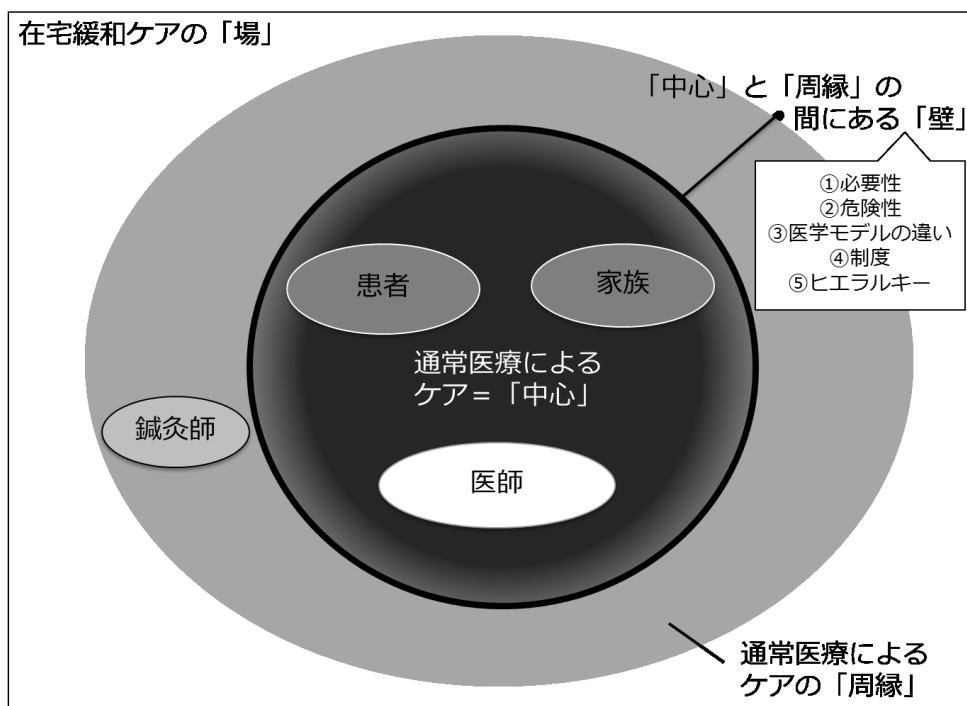 在宅緩和ケアの「場」
「中心」と「周縁」の
間にある「壁」
①必要性
②危険性
③医学モデルの違い
④制度
⑤ヒエラルキー
患者
家族
通常医療による
ケア＝「中心」
鍼灸師
医師
通常医療による
ケアの「周縁」